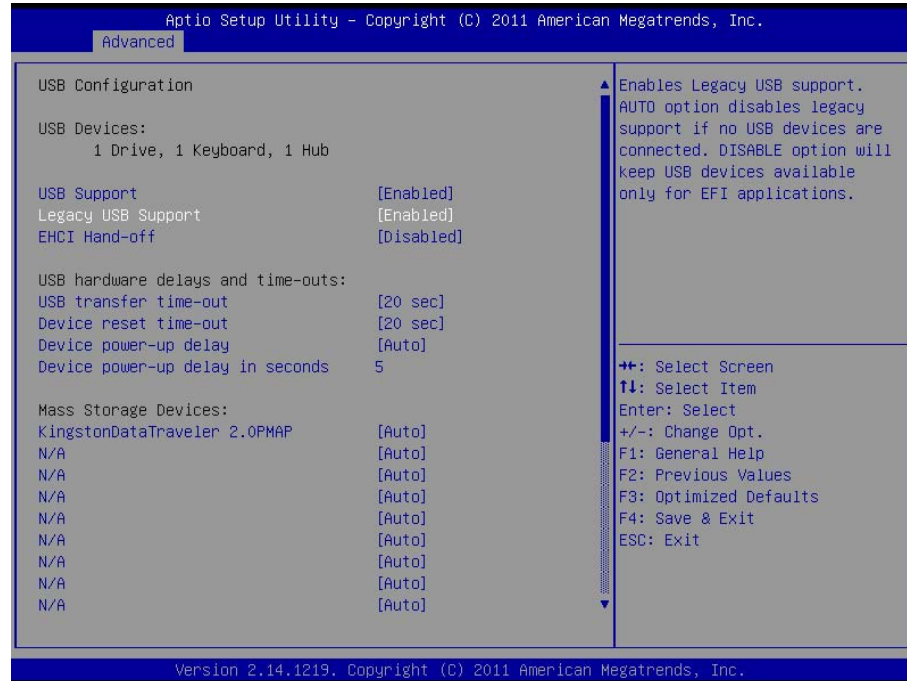 Aptio Setup Utility – Copyright (C) 2011 American Megatrends, Inc.
Advanced
USB Configuration
USB Devices:
1 Drive, 1 Keyboard, 1 Hub
USB Support [Enabled]
Legacy USB Support [Enabled]
EHCI Hand-off [Disabled]
USB hardware delays and time-outs:
USB transfer time-out [20 sec]
Device reset time-out [20 sec]
Device power-up delay [Auto]
Device power-up delay in seconds 5
Mass Storage Devices:
KingstonDataTraveler 2.0PMAP [Auto]
N/A [Auto]
N/A [Auto]
N/A [Auto]
N/A [Auto]
N/A [Auto]
N/A [Auto]
N/A [Auto]
N/A [Auto]
Enables Legacy USB support.
AUTO option disables legacy
support if no USB devices are
connected. DISABLE option will
keep USB devices available
only for EFI applications.
→←: Select Screen
↑↓: Select Item
Enter: Select
+/-: Change Opt.
F1: General Help
F2: Previous Values
F3: Optimized Defaults
F4: Save & Exit
ESC: Exit
Version 2.14.1219. Copyright (C) 2011 American Megatrends, Inc.